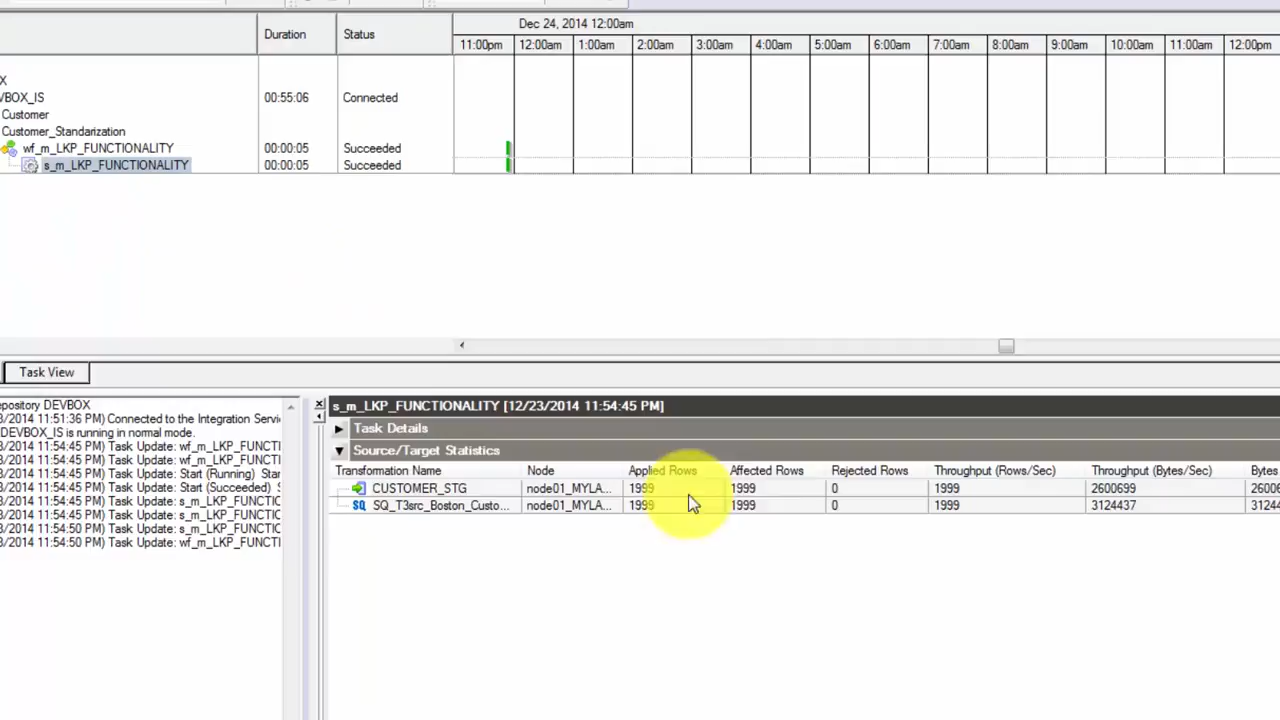 Dec 24, 2014 12:00am
Duration Status
11:00pm 12:00am 1:00am 2:00am 3:00am 4:00am 5:00am 6:00am 7:00am 8:00am 9:00am 10:00am 11:00am 12:00pm
X
VBOX_IS 00:55:06 Connected
Customer
Customer_Standarization
wf_m_LKP_FUNCTIONALITY 00:00:05 Succeeded
s_m_LKP_FUNCTIONALITY 00:00:05 Succeeded
Task View
epository DEVBOX
3/2014 11:51:36 PM) Connected to the Integration Servi
DEVBOX_IS is running in normal mode.
3/2014 11:54:45 PM) Task Update: wf_m_LKP_FUNCTI
3/2014 11:54:45 PM) Task Update: wf_m_LKP_FUNCTI
3/2014 11:54:45 PM) Task Update: Start (Running) Star
3/2014 11:54:45 PM) Task Update: Start (Succeeded) S
3/2014 11:54:45 PM) Task Update: s_m_LKP_FUNCTIO
3/2014 11:54:45 PM) Task Update: s_m_LKP_FUNCTIO
3/2014 11:54:50 PM) Task Update: s_m_LKP_FUNCTIO
3/2014 11:54:50 PM) Task Update: wf_m_LKP_FUNCTI
s_m_LKP_FUNCTIONALITY [12/23/2014 11:54:45 PM]
Task Details
Source/Target Statistics
Transformation Name Node Applied Rows Affected Rows Rejected Rows Throughput (Rows/Sec) Throughput (Bytes/Sec) Bytes
CUSTOMER_STG node01_MYLA... 1999 1999 0 1999 2600699 26006
SQ_T3src_Boston_Custo... node01_MYLA... 1999 1999 0 1999 3124437 31244